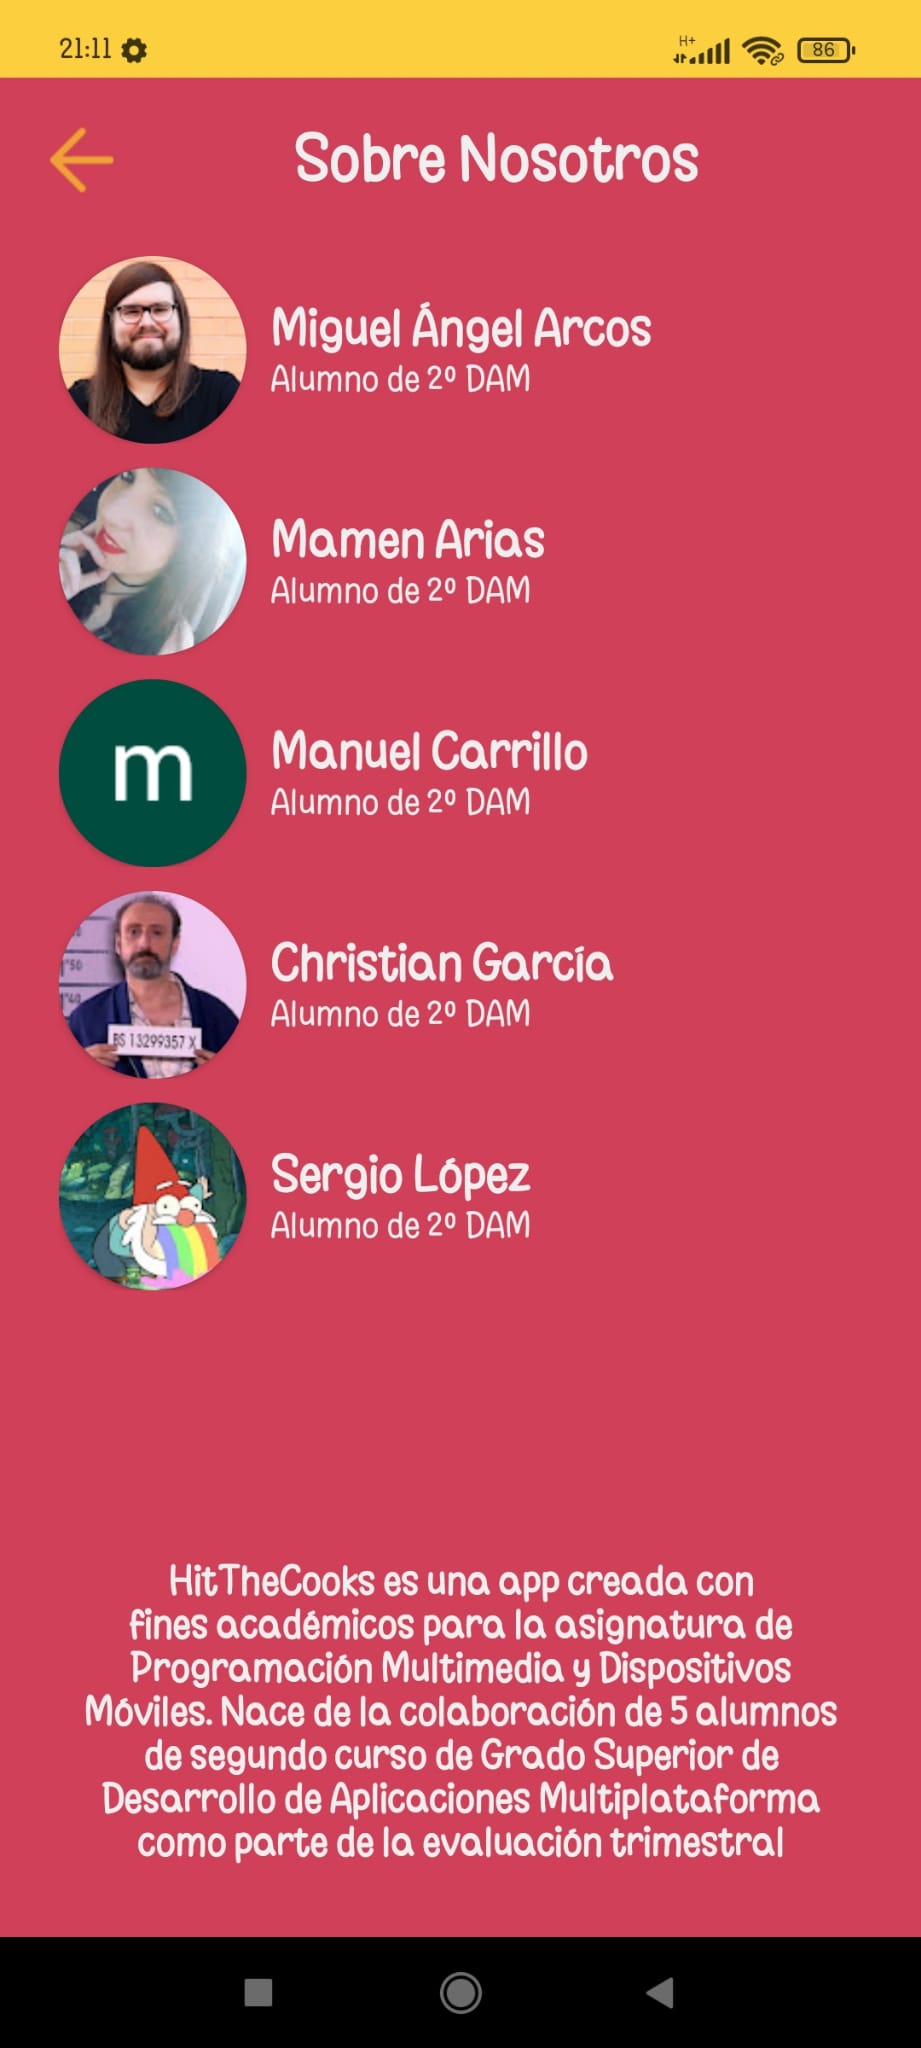 21:11
H+
86
Sobre Nosotros
Miguel Ángel Arcos
Alumno de 2º DAM
Mamen Arias
Alumno de 2º DAM
m
Manuel Carrillo
Alumno de 2º DAM
1"50
1"40
BS 13299357 X
Christian García
Alumno de 2º DAM
Sergio López
Alumno de 2º DAM
HitTheCooks es una app creada con
fines académicos para la asignatura de
Programación Multimedia y Dispositivos
Móviles. Nace de la colaboración de 5 alumnos
de segundo curso de Grado Superior de
Desarrollo de Aplicaciones Multiplataforma
como parte de la evaluación trimestral